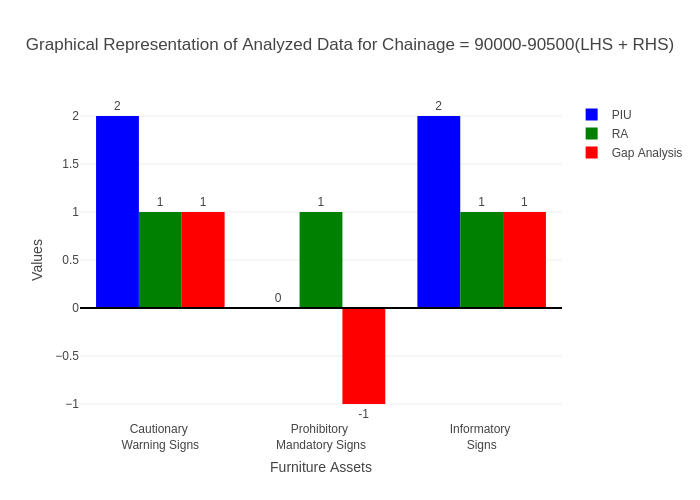 Graphical Representation of Analyzed Data for Chainage = 90000-90500(LHS + RHS)
PIU
RA
Gap Analysis
Values
2
1.5
1
0.5
0
−0.5
−1
2
1
1
0
1
-1
2
1
1
Cautionary
Warning Signs
Prohibitory
Mandatory Signs
Informatory
Signs
Furniture Assets